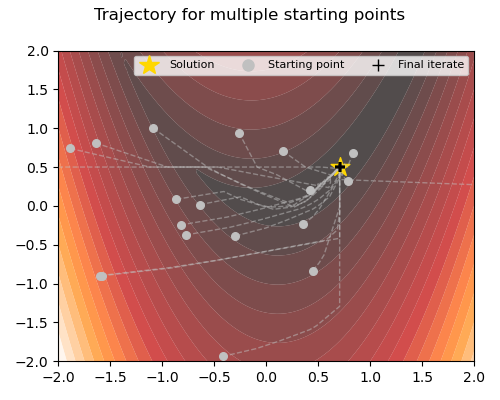 Trajectory for multiple starting points
Solution
Starting point
Final iterate
2.0
1.5
1.0
0.5
0.0
−0.5
−1.0
−1.5
−2.0
−2.0 −1.5 −1.0 −0.5 0.0 0.5 1.0 1.5 2.0